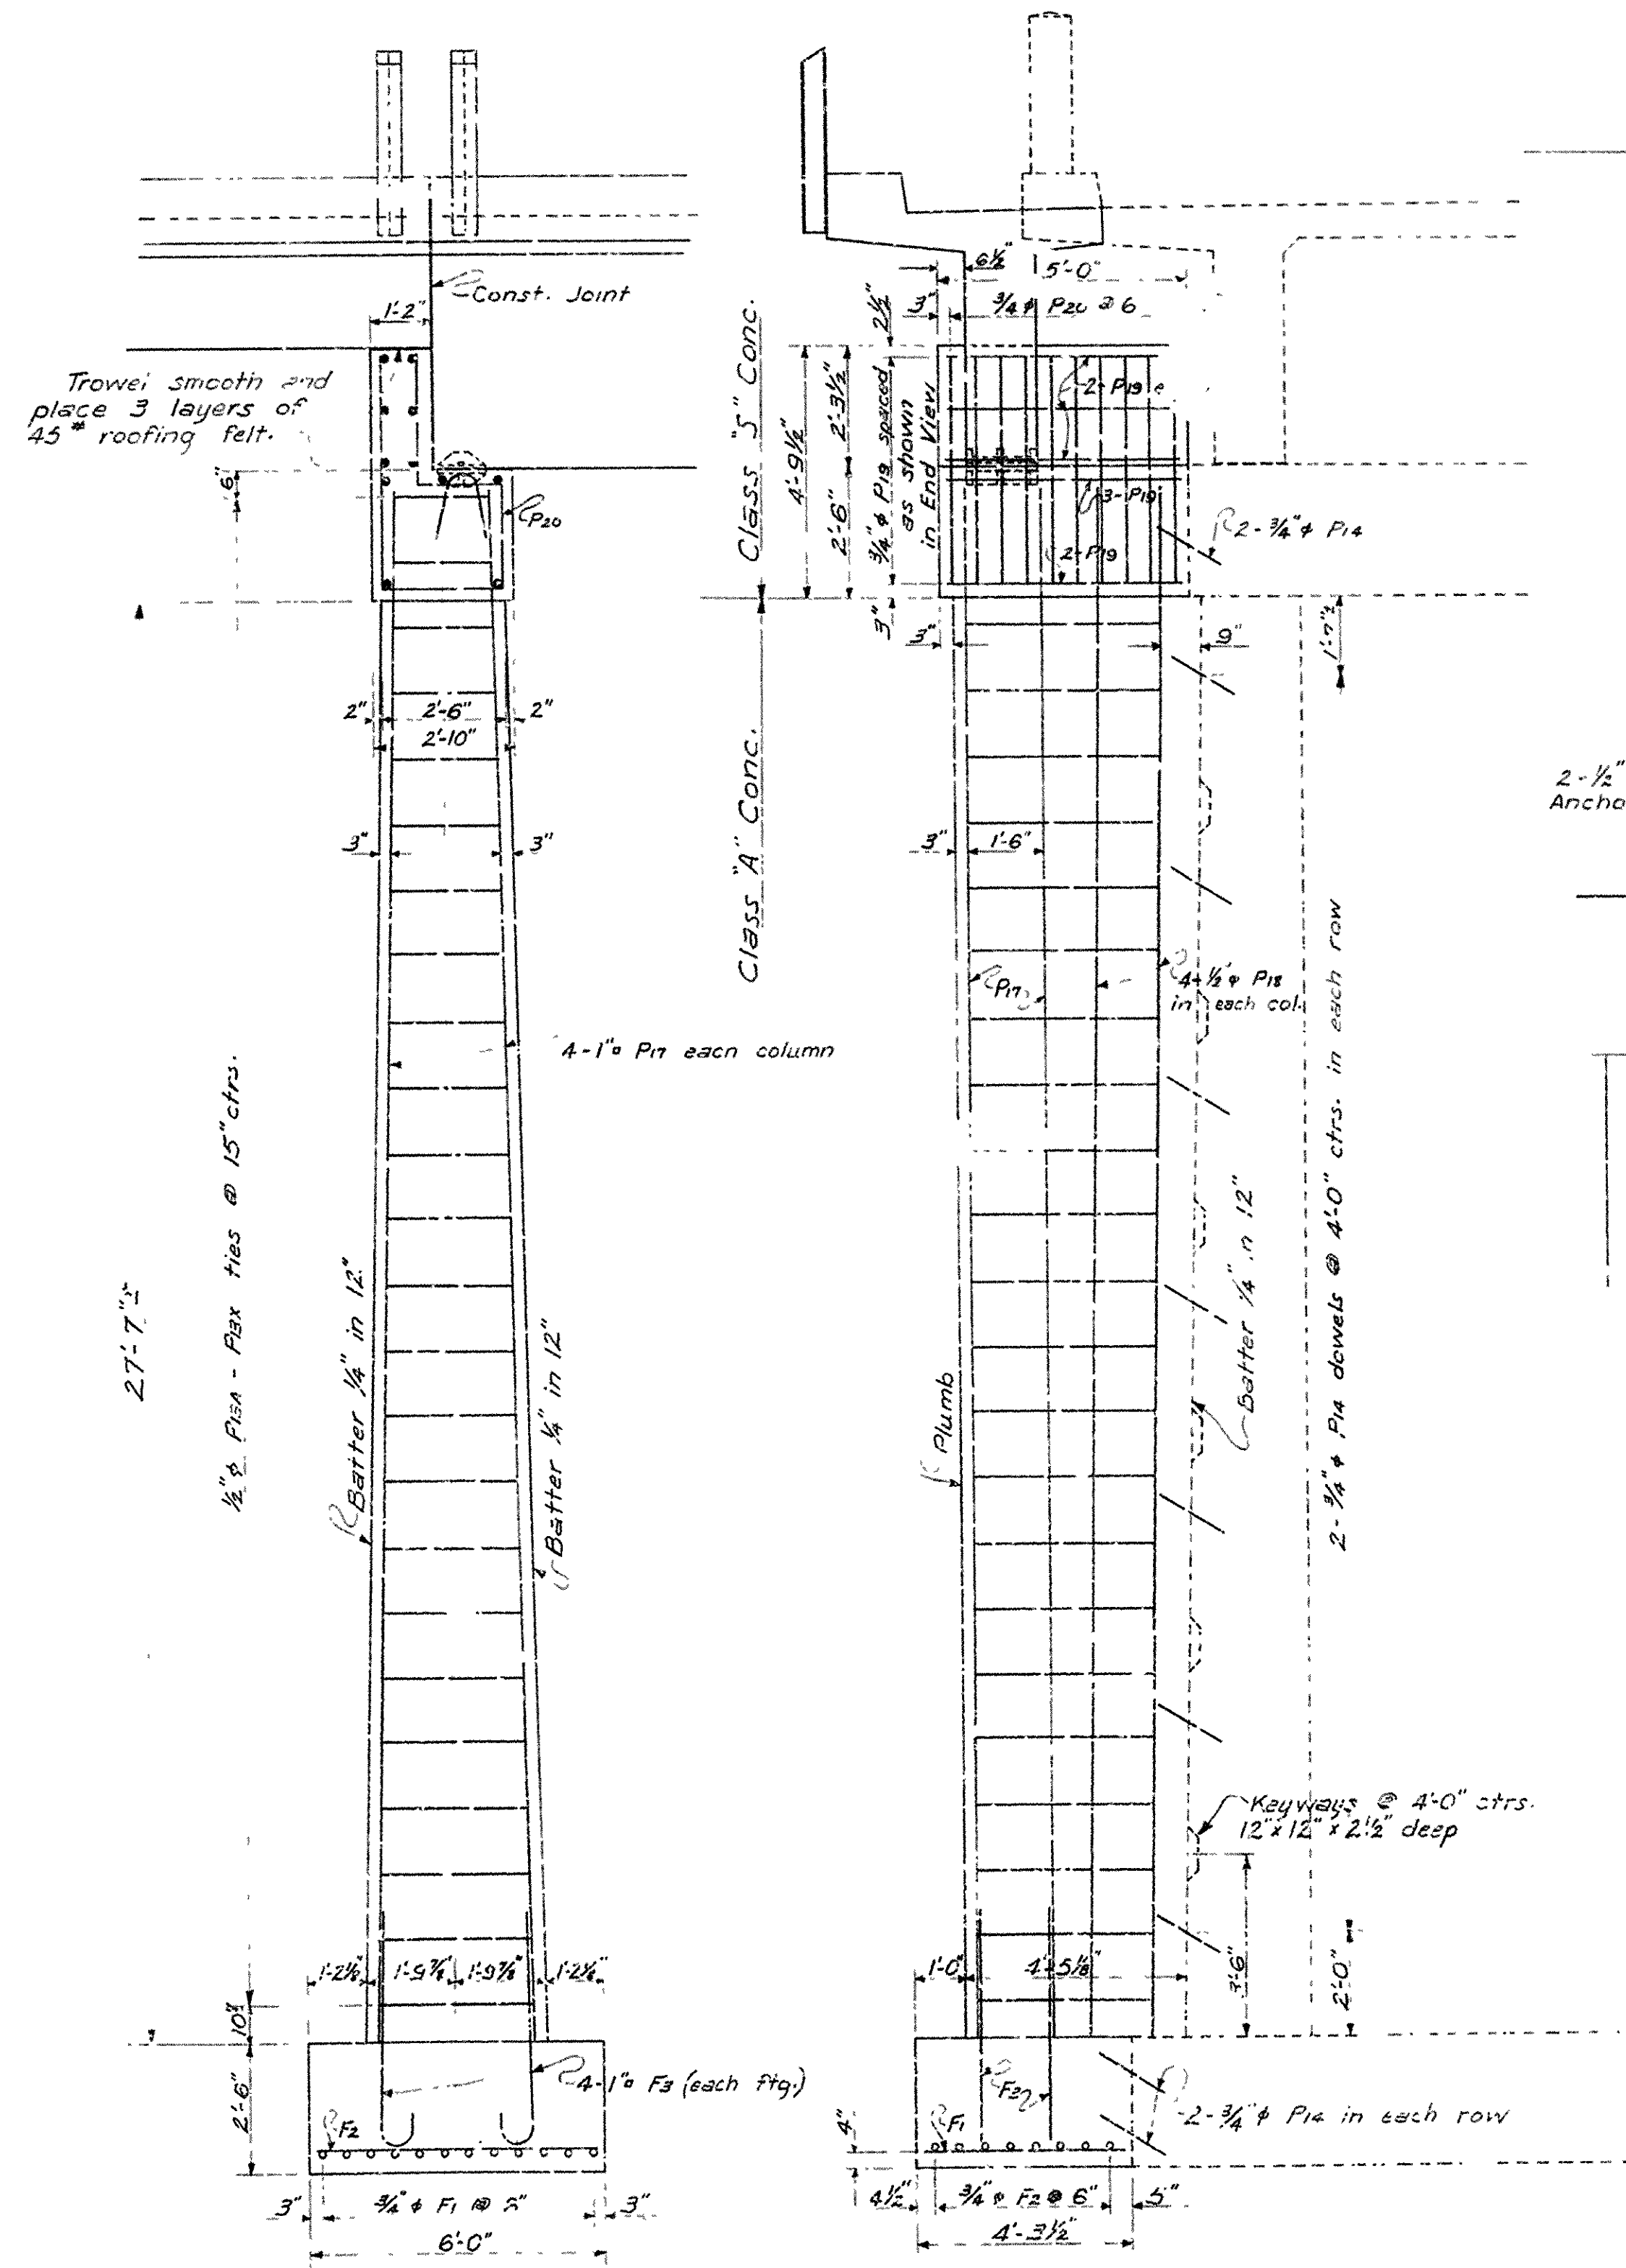 Const. Joint
1'-2"
Trowel smooth and
place 3 layers of
45# roofing felt.
6"
P20
2"
2'-6"
2"
2'-10"
3"
3"
4-1"▫ P17 each column
½"ϕ P13A - P13X ties @ 15" ctrs.
27'-7"±
Batter ¼" in 12"
Batter ¼" in 12"
1'-2⅛"
1'-9⅞"
1'-9⅞"
1'-2⅛"
10"
2'-6"
4-1"▫ F3 (each ftg.)
F2
3"
¾"ϕ F1 @
3"
6'-0"
Class "S" Conc.
Class "A" Conc.
6½"
5'-0"
3"
¾ϕ P20 @ 6
2½"
4'-9½"
2'-3½"
2'-6"
¾"ϕ P19 spaced
as shown
in End View
2-P19
3-P19
2-P19
2-¾"ϕ P14
3"
3"
9"
1'-7"±
3"
1'-6"
2-½"
Ancho
P17
4-½"ϕ P18
in each col.
Plumb
Batter ¼" in 12"
2-¾"ϕ P14 dowels @ 4'-0" ctrs. in each row
Keyways @ 4'-0" ctrs.
12"x12"x2½" deep
1'-0"
4'-5⅛"
3'-6"
2'-0"
F3
F1
4"
2-¾"ϕ P14 in each row
4½"
¾"ϕ F2 @ 6"
5"
4'-3½"